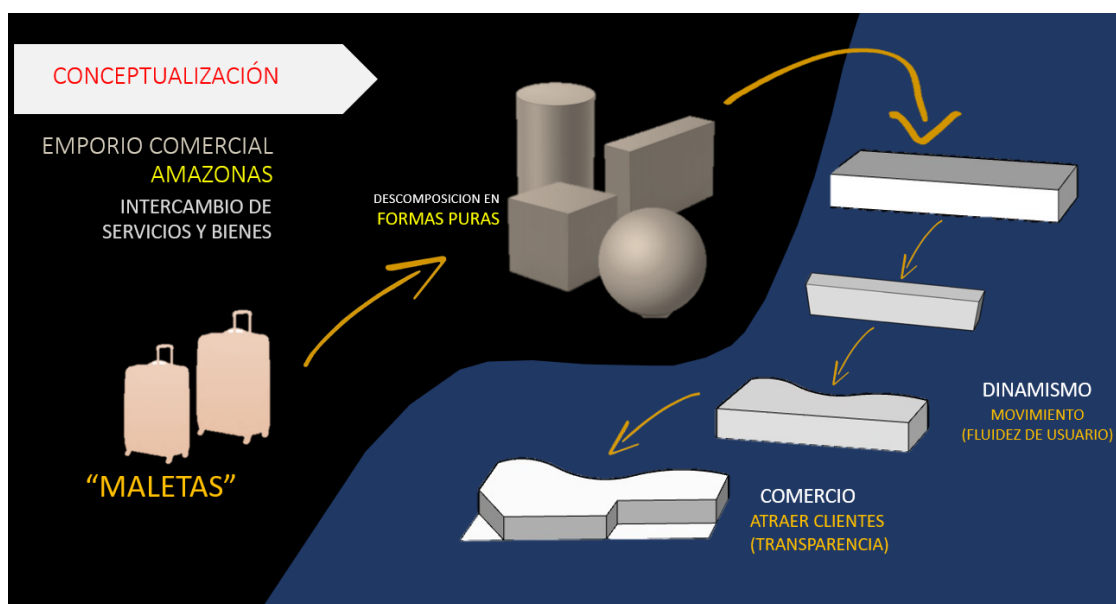 CONCEPTUALIZACIÓN
EMPORIO COMERCIAL
AMAZONAS
INTERCAMBIO DE
SERVICIOS Y BIENES
“MALETAS”
DESCOMPOSICION EN
FORMAS PURAS
DINAMISMO
MOVIMIENTO
(FLUIDEZ DE USUARIO)
COMERCIO
ATRAER CLIENTES
(TRANSPARENCIA)